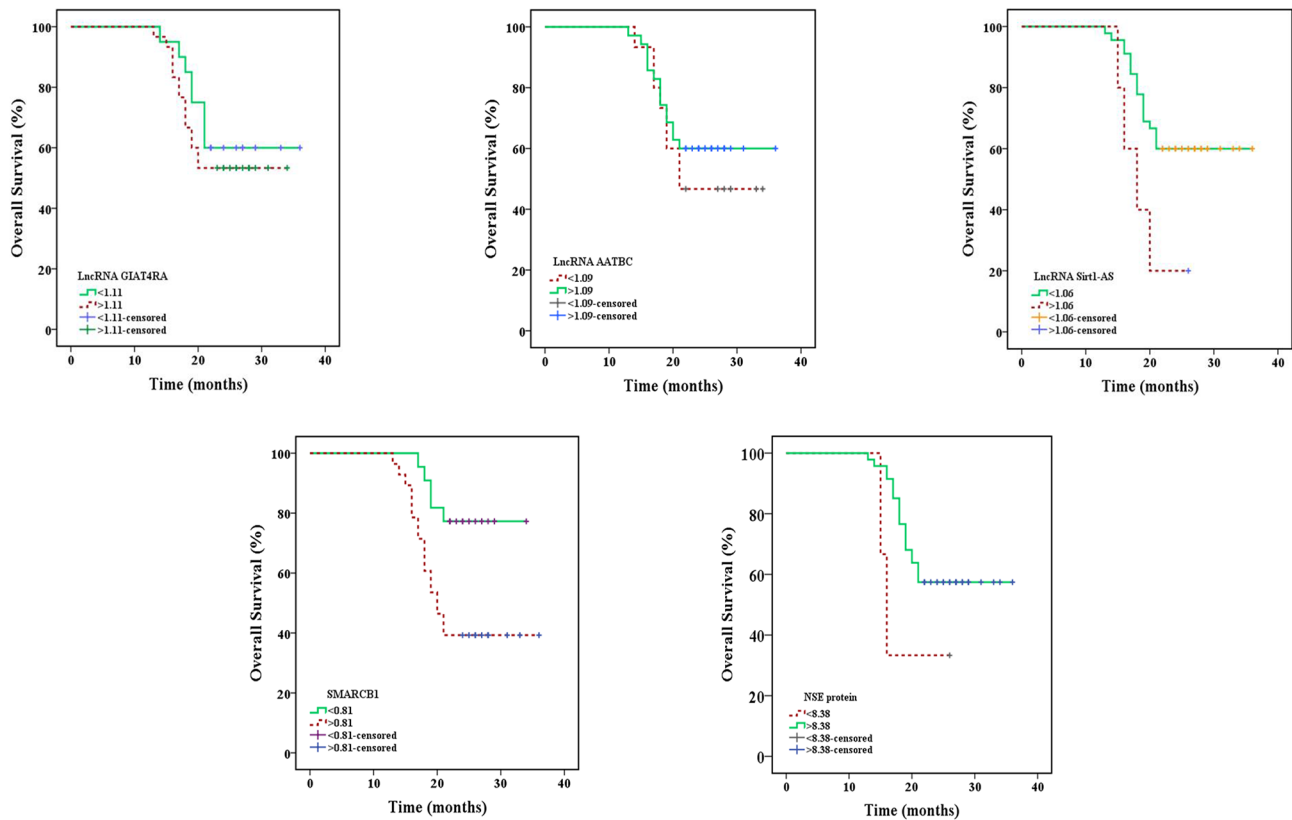 Overall Survival (%)
100
80
60
40
20
0
LncRNA GIAT4RA
<1.11
>1.11
<1.11-censored
>1.11-censored
0 10 20 30 40
Time (months)
Overall Survival (%)
100
80
60
40
20
0
LncRNA AATBC
<1.09
>1.09
<1.09-censored
>1.09-censored
0 10 20 30 40
Time (months)
Overall Survival (%)
100
80
60
40
20
0
LncRNA Sirt1-AS
<1.06
>1.06
<1.06-censored
>1.06-censored
0 10 20 30 40
Time (months)
Overall Survival (%)
100
80
60
40
20
0
SMARCB1
<0.81
>0.81
<0.81-censored
>0.81-censored
0 10 20 30 40
Time (months)
Overall Survival (%)
100
80
60
40
20
0
NSE protein
<8.38
>8.38
<8.38-censored
>8.38-censored
0 10 20 30 40
Time (months)